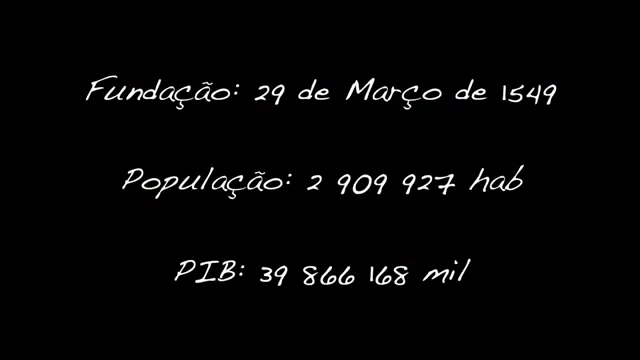 Fundação: 29 de Março de 1549
População: 2 909 927 hab
PIB: 39 866 168 mil